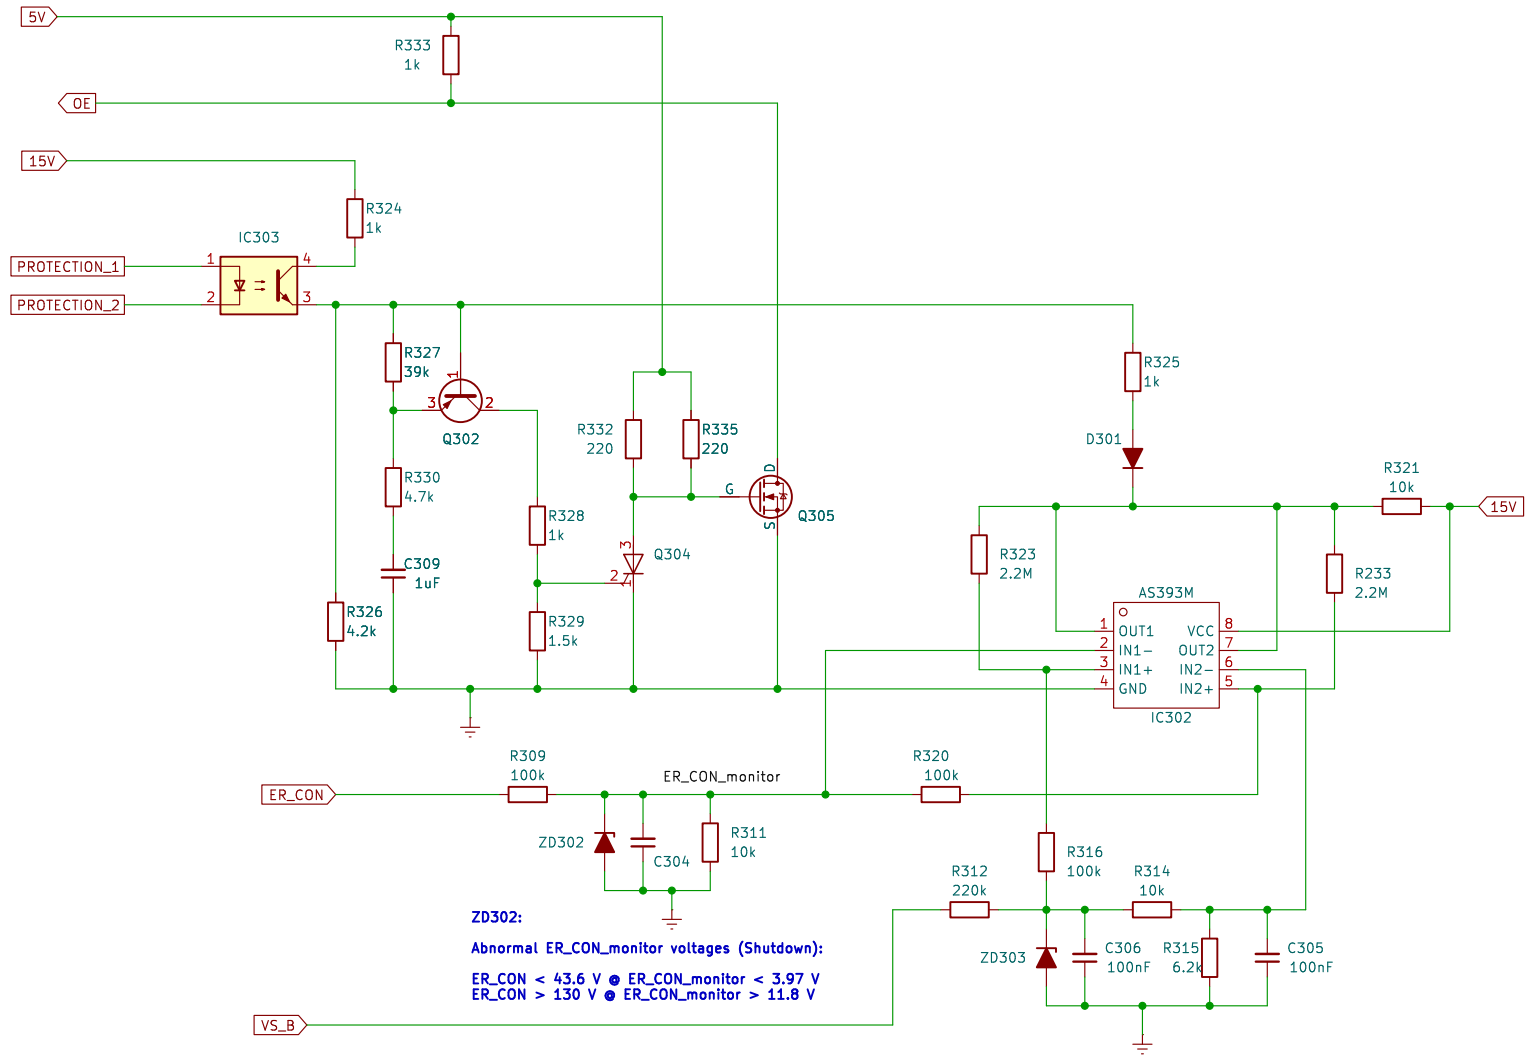 5V
R333
1k
OE
15V
R324
1k
IC303
PROTECTION_1
1
4
PROTECTION_2
2
3
R327
39k
1
3
2
Q302
R325
1k
R332
220
R335
220
D301
R330
4.7k
D
G
S
Q305
R321
10k
15V
R328
1k
C309
1uF
3
Q304
2
1
R323
2.2M
R233
2.2M
AS393M
R326
4.2k
R329
1.5k
1 OUT1 VCC 8
2 IN1- OUT2 7
3 IN1+ IN2- 6
4 GND IN2+ 5
IC302
R309
100k
ER_CON_monitor
R320
100k
ER_CON
ZD302
C304
R311
10k
R316
100k
R312
220k
R314
10k
ZD303
C306
100nF
R315
6.2k
C305
100nF
ZD302:
Abnormal ER_CON_monitor voltages (Shutdown):
ER_CON < 43.6 V @ ER_CON_monitor < 3.97 V
ER_CON > 130 V @ ER_CON_monitor > 11.8 V
VS_B